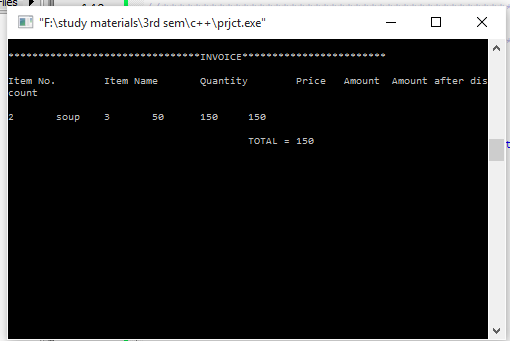 "F:\study materials\3rd sem\c++\prjct.exe"
********************************INVOICE************************
Item No. Item Name Quantity Price Amount Amount after dis
count
2 soup 3 50 150 150
TOTAL = 150